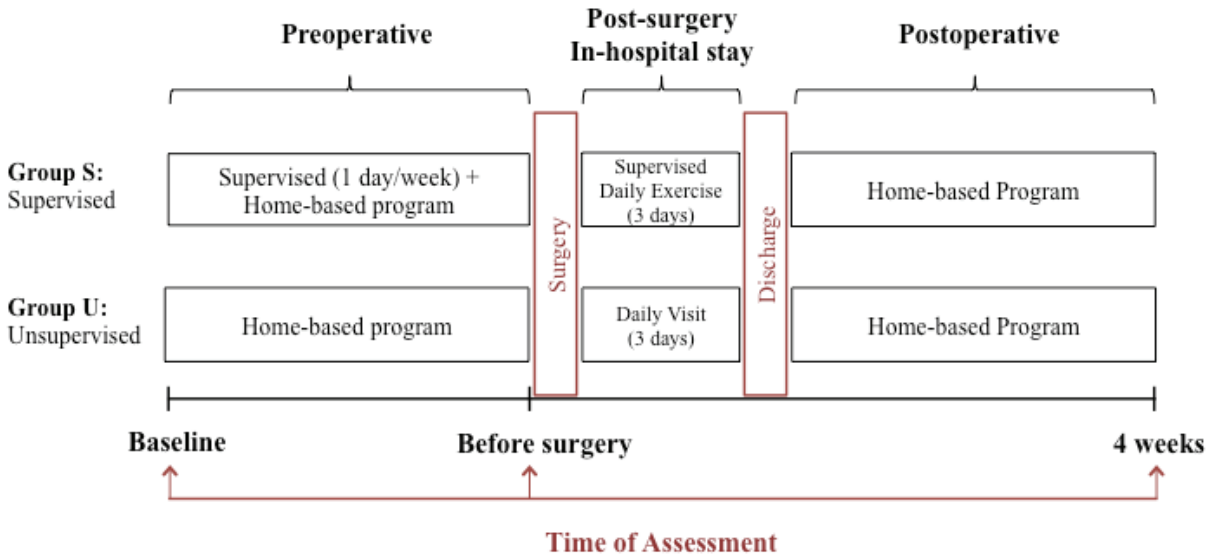 Preoperative
Post-surgery
In-hospital stay
Postoperative
Group S:
Supervised
Supervised (1 day/week) +
Home-based program
Surgery
Supervised
Daily Exercise
(3 days)
Discharge
Home-based Program
Group U:
Unsupervised
Home-based program
Daily Visit
(3 days)
Home-based Program
Baseline
Before surgery
4 weeks
Time of Assessment